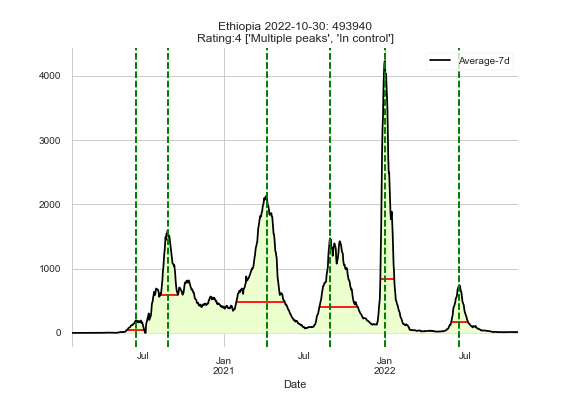 Ethiopia 2022-10-30: 493940
Rating:4 ['Multiple peaks', 'In control']
Average-7d
4000
3000
2000
1000
0
Jul
Jan
2021
Jul
Jan
2022
Jul
Date